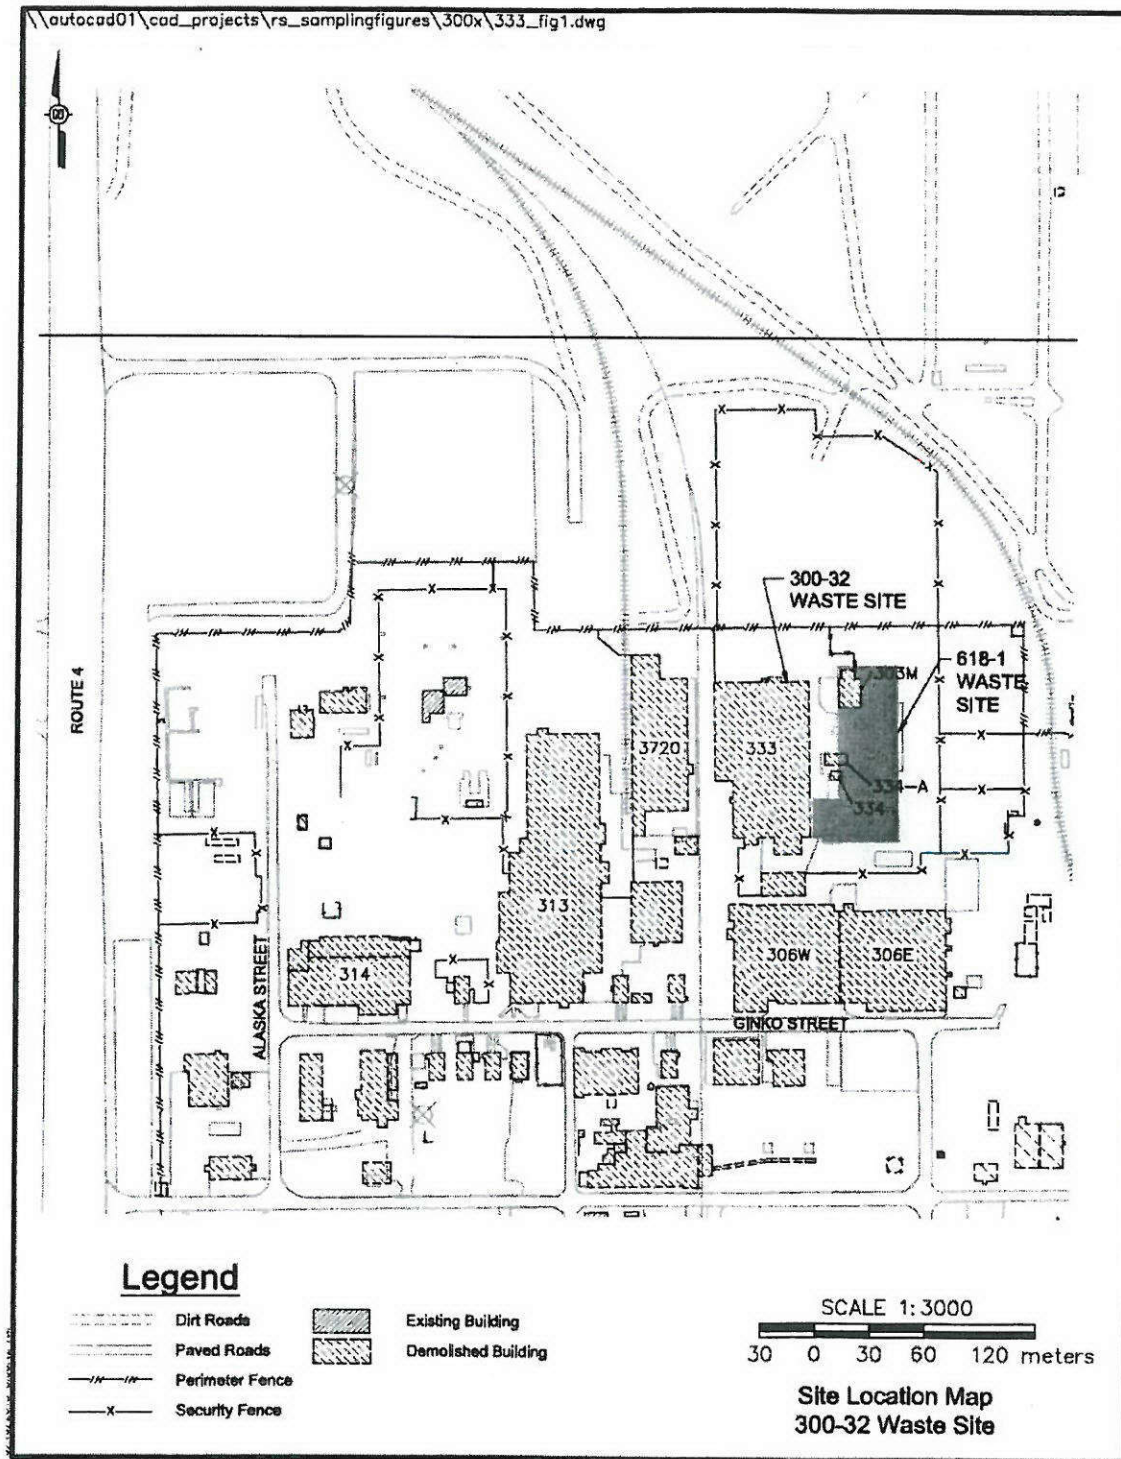 \\autocad01\cad_projects\rs_samplingfigures\300x\333_fig1.dwg
300-32
WASTE SITE
618-1
WASTE
SITE
303M
ROUTE 4
3720
333
334-A
334
313
314
306W
306E
ALASKA STREET
GINKO STREET
Legend
Dirt Roads
Paved Roads
Perimeter Fence
Security Fence
Existing Building
Demolished Building
SCALE 1:3000
30 0 30 60 120 meters
Site Location Map
300-32 Waste Site